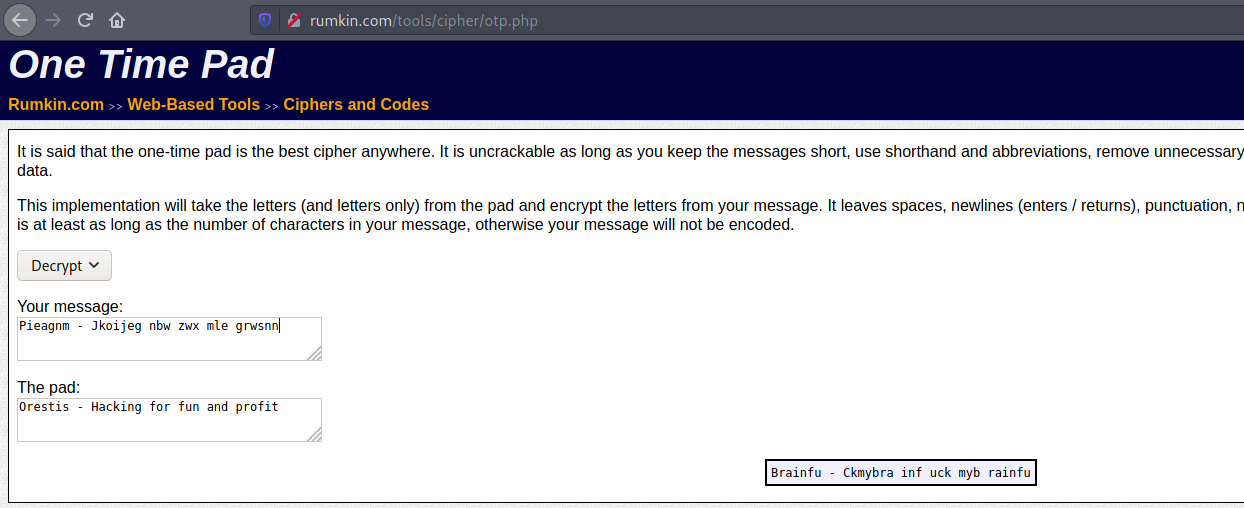 rumkin.com/tools/cipher/otp.php
One Time Pad
Rumkin.com >> Web-Based Tools >> Ciphers and Codes
It is said that the one-time pad is the best cipher anywhere. It is uncrackable as long as you keep the messages short, use shorthand and abbreviations, remove unnecessary
data.
This implementation will take the letters (and letters only) from the pad and encrypt the letters from your message. It leaves spaces, newlines (enters / returns), punctuation, n
is at least as long as the number of characters in your message, otherwise your message will not be encoded.
Decrypt
Your message:
Pieagnm - Jkoijeg nbw zwx mle grwsnn
The pad:
Orestis - Hacking for fun and profit
Brainfu - Ckmybra inf uck myb rainfu